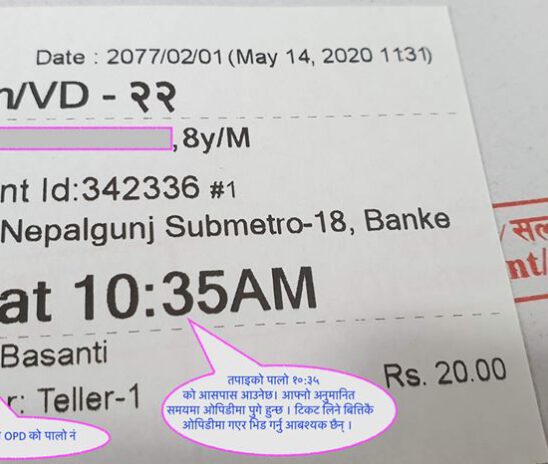 Date : 2077/02/01 (May 14, 2020 11:31)
n/VD - २२
, 8y/M
nt Id:342336 #1
Nepalgunj Submetro-18, Banke
at 10:35AM
Basanti
Rs. 20.00
r: Teller-1
तपाइको पालो १०:३५
को आसपास आउनेछ। आफ्नो अनुमानित
समयमा ओपिडीमा पुगे हुन्छ । टिकट लिने बित्तिकै
ओपिडीमा गएर भिड गर्नु आबश्यक छैन् ।
OPD को पालो नं
nt/